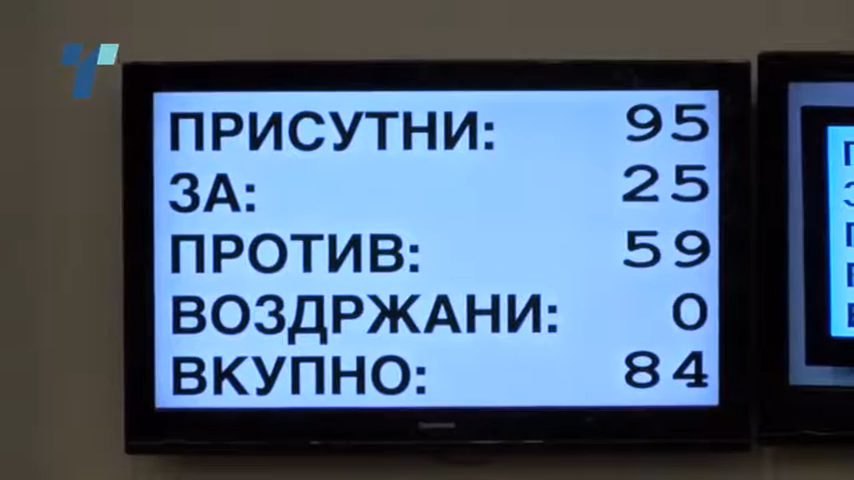 ПРИСУТНИ: 95
ЗА: 25
ПРОТИВ: 59
ВОЗДРЖАНИ: 0
ВКУПНО: 84